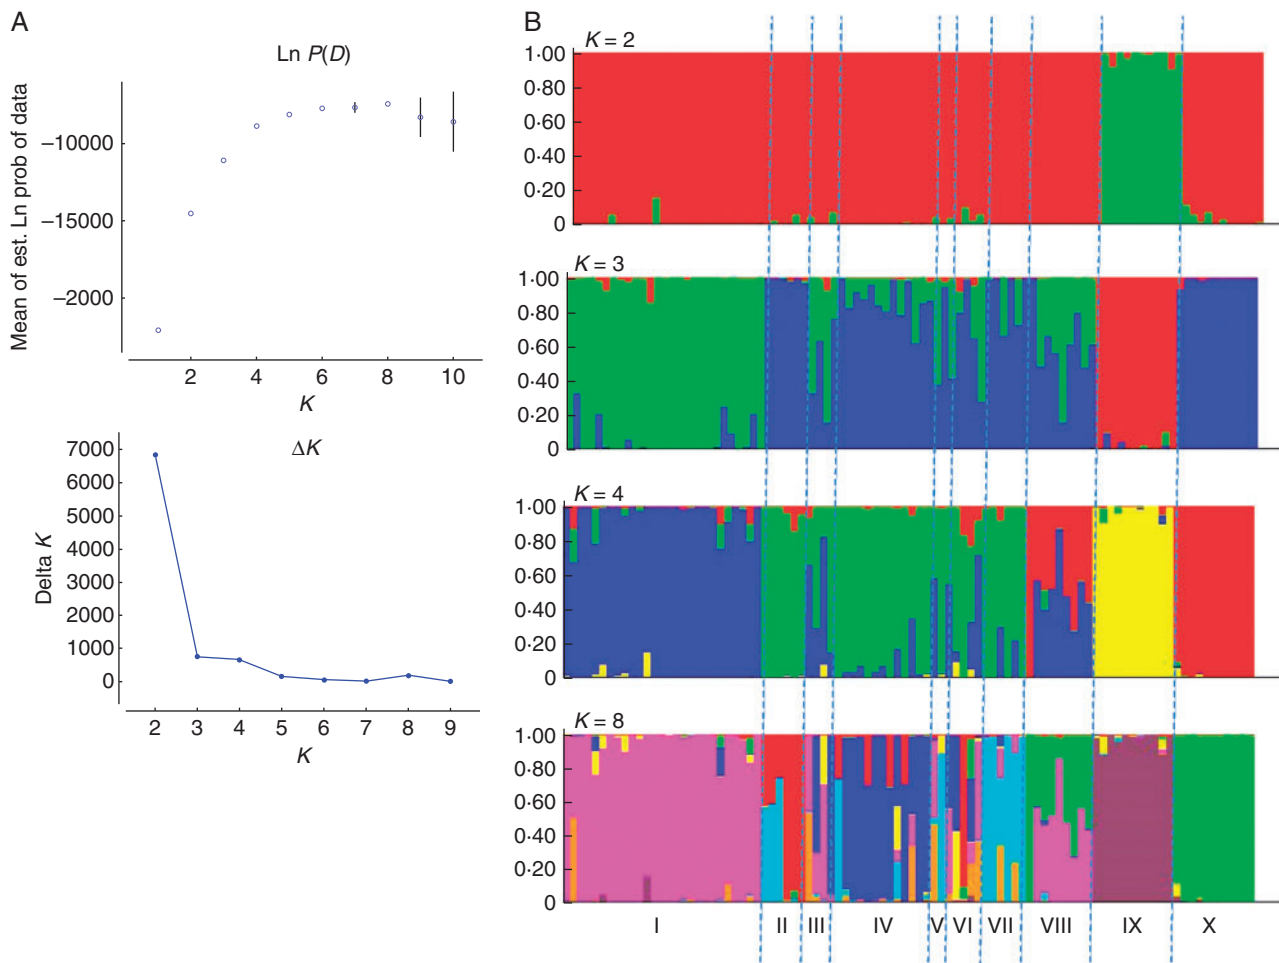 A
Ln P(D)
Mean of est. Ln prob of data
−10000
−15000
−2000
2 4 6 8 10
K
ΔK
Delta K
7000
6000
5000
4000
3000
2000
1000
0
2 3 4 5 6 7 8 9
K
B
K = 2
1·00
0·80
0·60
0·40
0·20
0
K = 3
1·00
0·80
0·60
0·40
0·20
0
K = 4
1·00
0·80
0·60
0·40
0·20
0
K = 8
1·00
0·80
0·60
0·40
0·20
0
I II III IV V VI VII VIII IX X